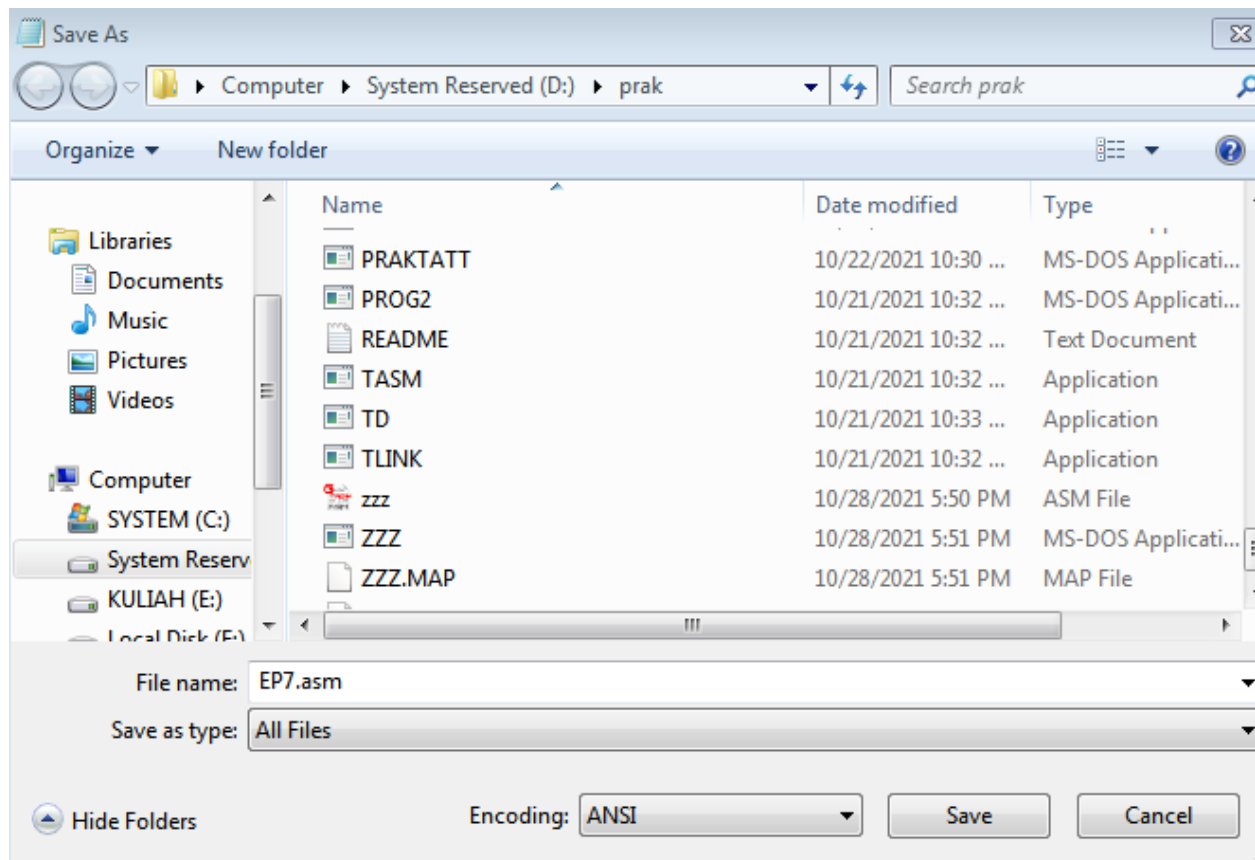 Save As
Computer System Reserved (D:) prak Search prak
Organize New folder
Name Date modified Type
Libraries
Documents
Music
Pictures
Videos
Computer
SYSTEM (C:)
System Reserv
KULIAH (E:)
Local Disk (F:)
PRAKTATT 10/22/2021 10:30 ... MS-DOS Applicati...
PROG2 10/21/2021 10:32 ... MS-DOS Applicati...
README 10/21/2021 10:32 ... Text Document
TASM 10/21/2021 10:32 ... Application
TD 10/21/2021 10:33 ... Application
TLINK 10/21/2021 10:32 ... Application
zzz 10/28/2021 5:50 PM ASM File
ZZZ 10/28/2021 5:51 PM MS-DOS Applicati...
ZZZ.MAP 10/28/2021 5:51 PM MAP File
File name: EP7.asm
Save as type: All Files
Hide Folders Encoding: ANSI Save Cancel